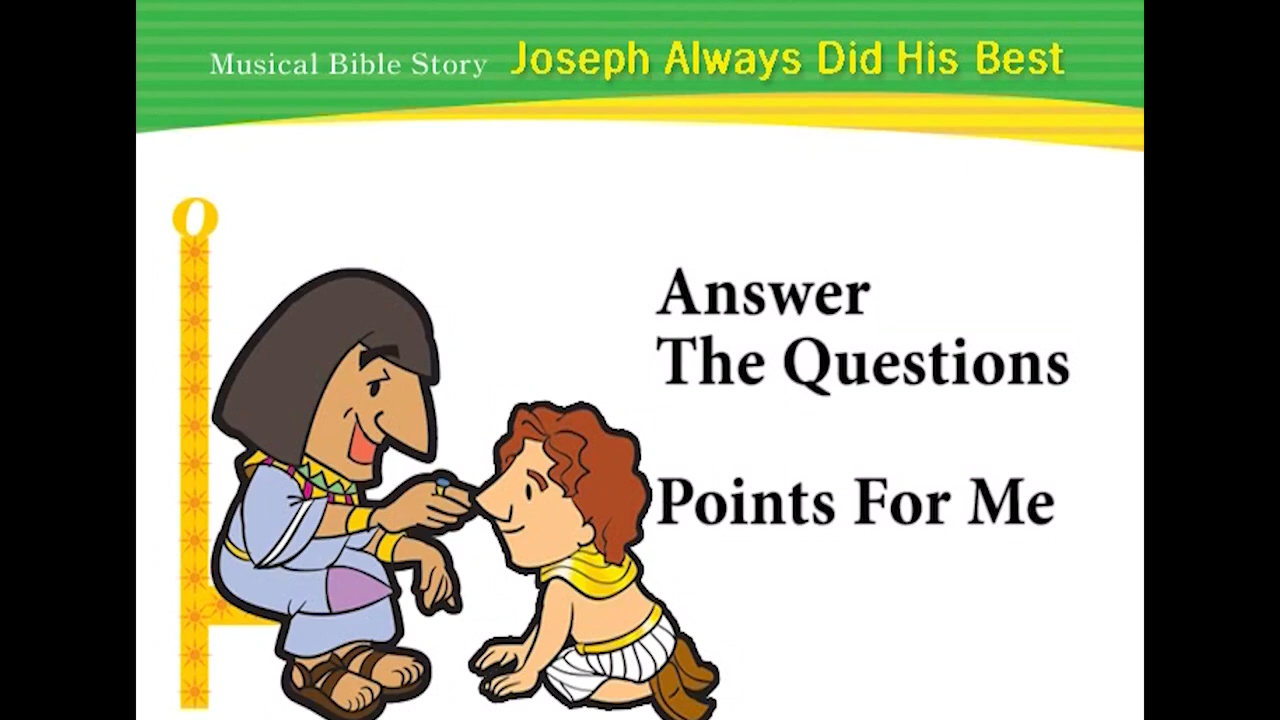 Musical Bible Story Joseph Always Did His Best
Answer
The Questions
Points For Me